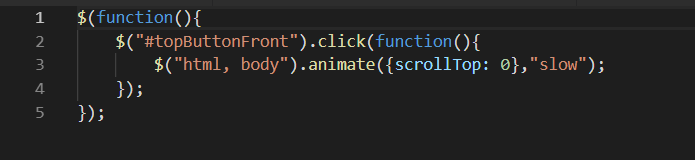 1 $(function(){
2     $("#topButtonFront").click(function(){
3         $("html, body").animate({scrollTop: 0},"slow");
4     });
5 });